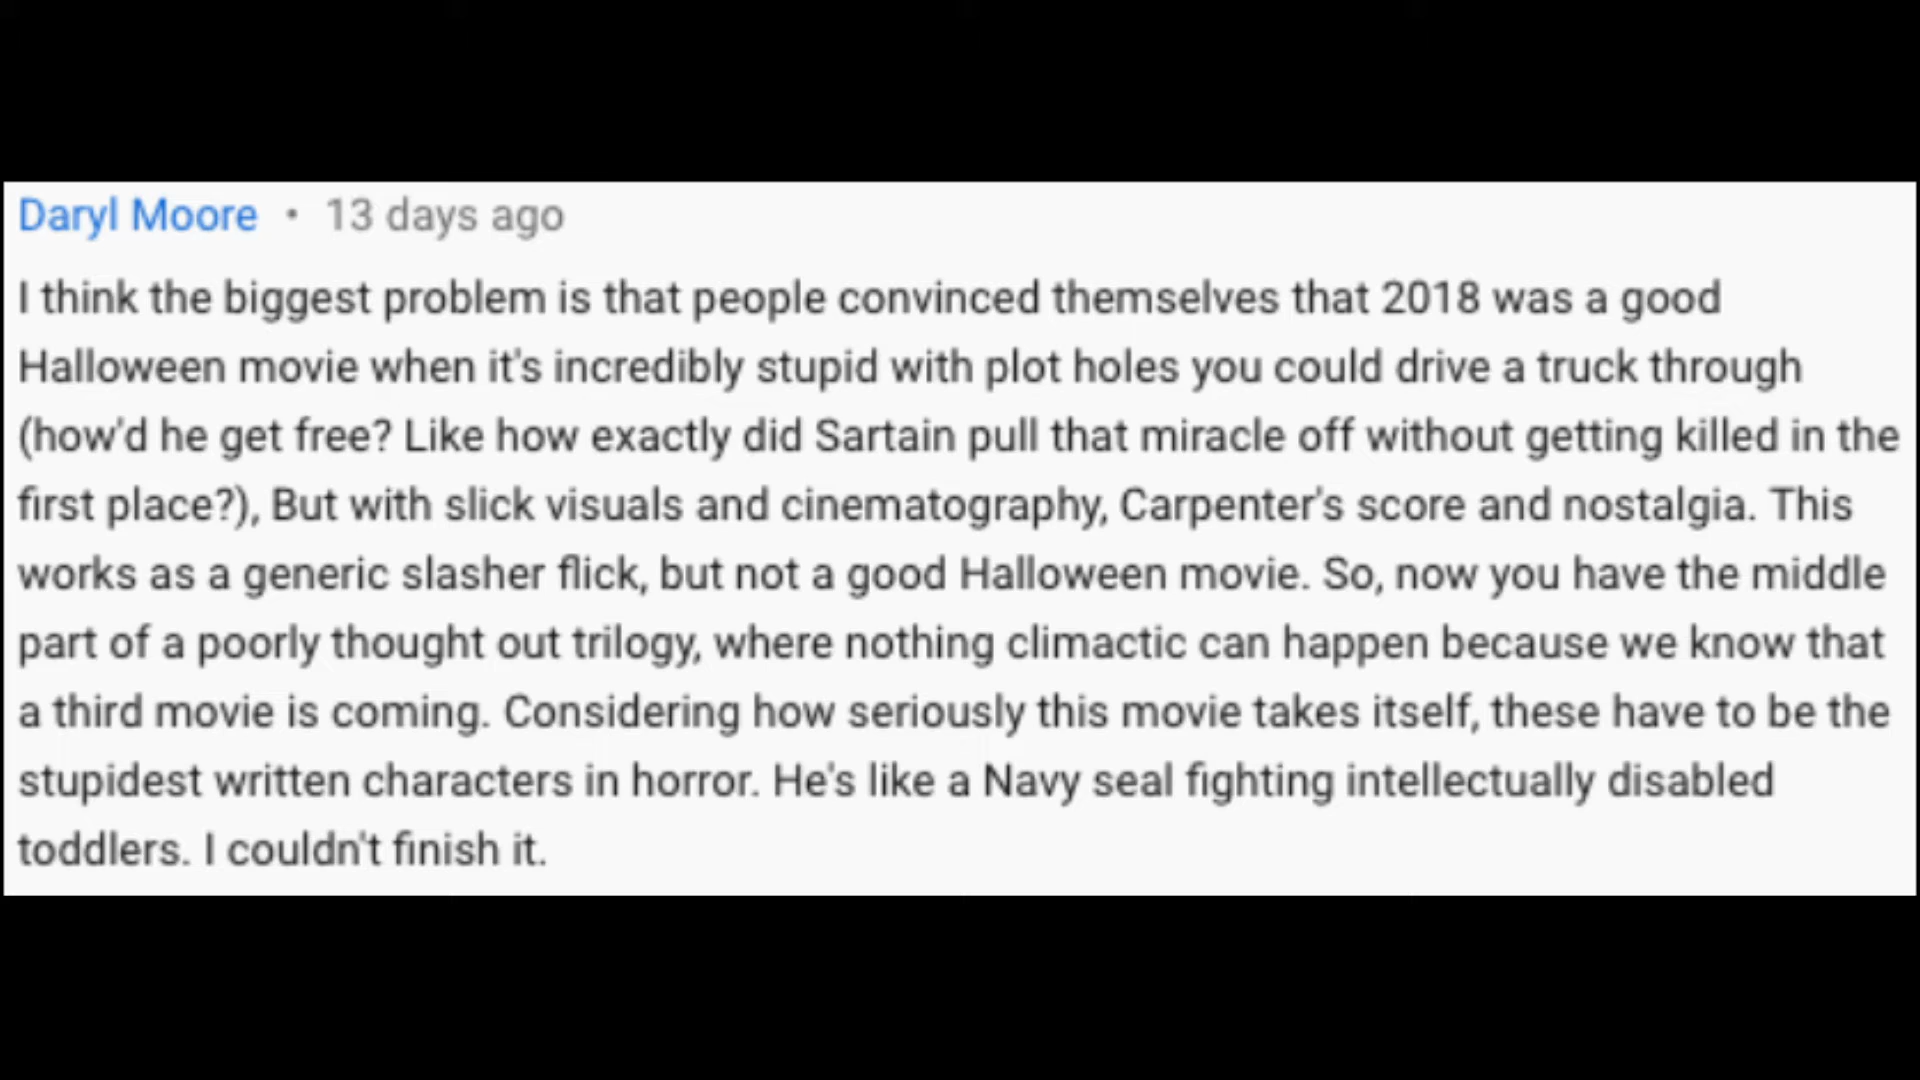 Daryl Moore • 13 days ago
I think the biggest problem is that people convinced themselves that 2018 was a good
Halloween movie when it's incredibly stupid with plot holes you could drive a truck through
(how'd he get free? Like how exactly did Sartain pull that miracle off without getting killed in the
first place?), But with slick visuals and cinematography, Carpenter's score and nostalgia. This
works as a generic slasher flick, but not a good Halloween movie. So, now you have the middle
part of a poorly thought out trilogy, where nothing climactic can happen because we know that
a third movie is coming. Considering how seriously this movie takes itself, these have to be the
stupidest written characters in horror. He's like a Navy seal fighting intellectually disabled
toddlers. I couldn't finish it.